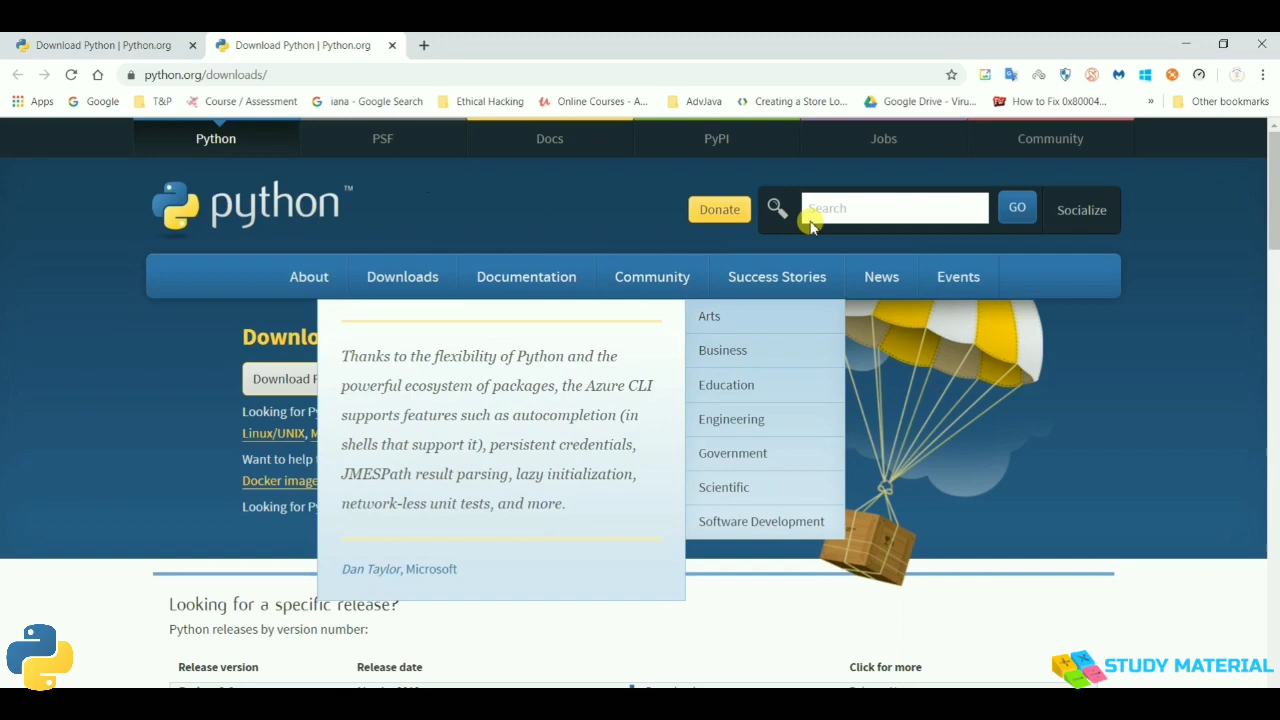 Download Python | Python.org
Download Python | Python.org
python.org/downloads/
Apps Google T&P Course / Assessment iana - Google Search Ethical Hacking Online Courses - A... AdvJava Creating a Store Lo... Google Drive - Viru... How to Fix 0x80004... » Other bookmarks
Python PSF Docs PyPI Jobs Community
python™
Donate Search GO Socialize
About Downloads Documentation Community Success Stories News Events
Thanks to the flexibility of Python and the
powerful ecosystem of packages, the Azure CLI
supports features such as autocompletion (in
shells that support it), persistent credentials,
JMESPath result parsing, lazy initialization,
network-less unit tests, and more.
Dan Taylor, Microsoft
Arts
Business
Education
Engineering
Government
Scientific
Software Development
Downlo
Download P
Looking for Py
Linux/UNIX, M
Want to help
Docker image
Looking for Py
Looking for a specific release?
Python releases by version number:
Release version Release date Click for more
STUDY MATERIAL